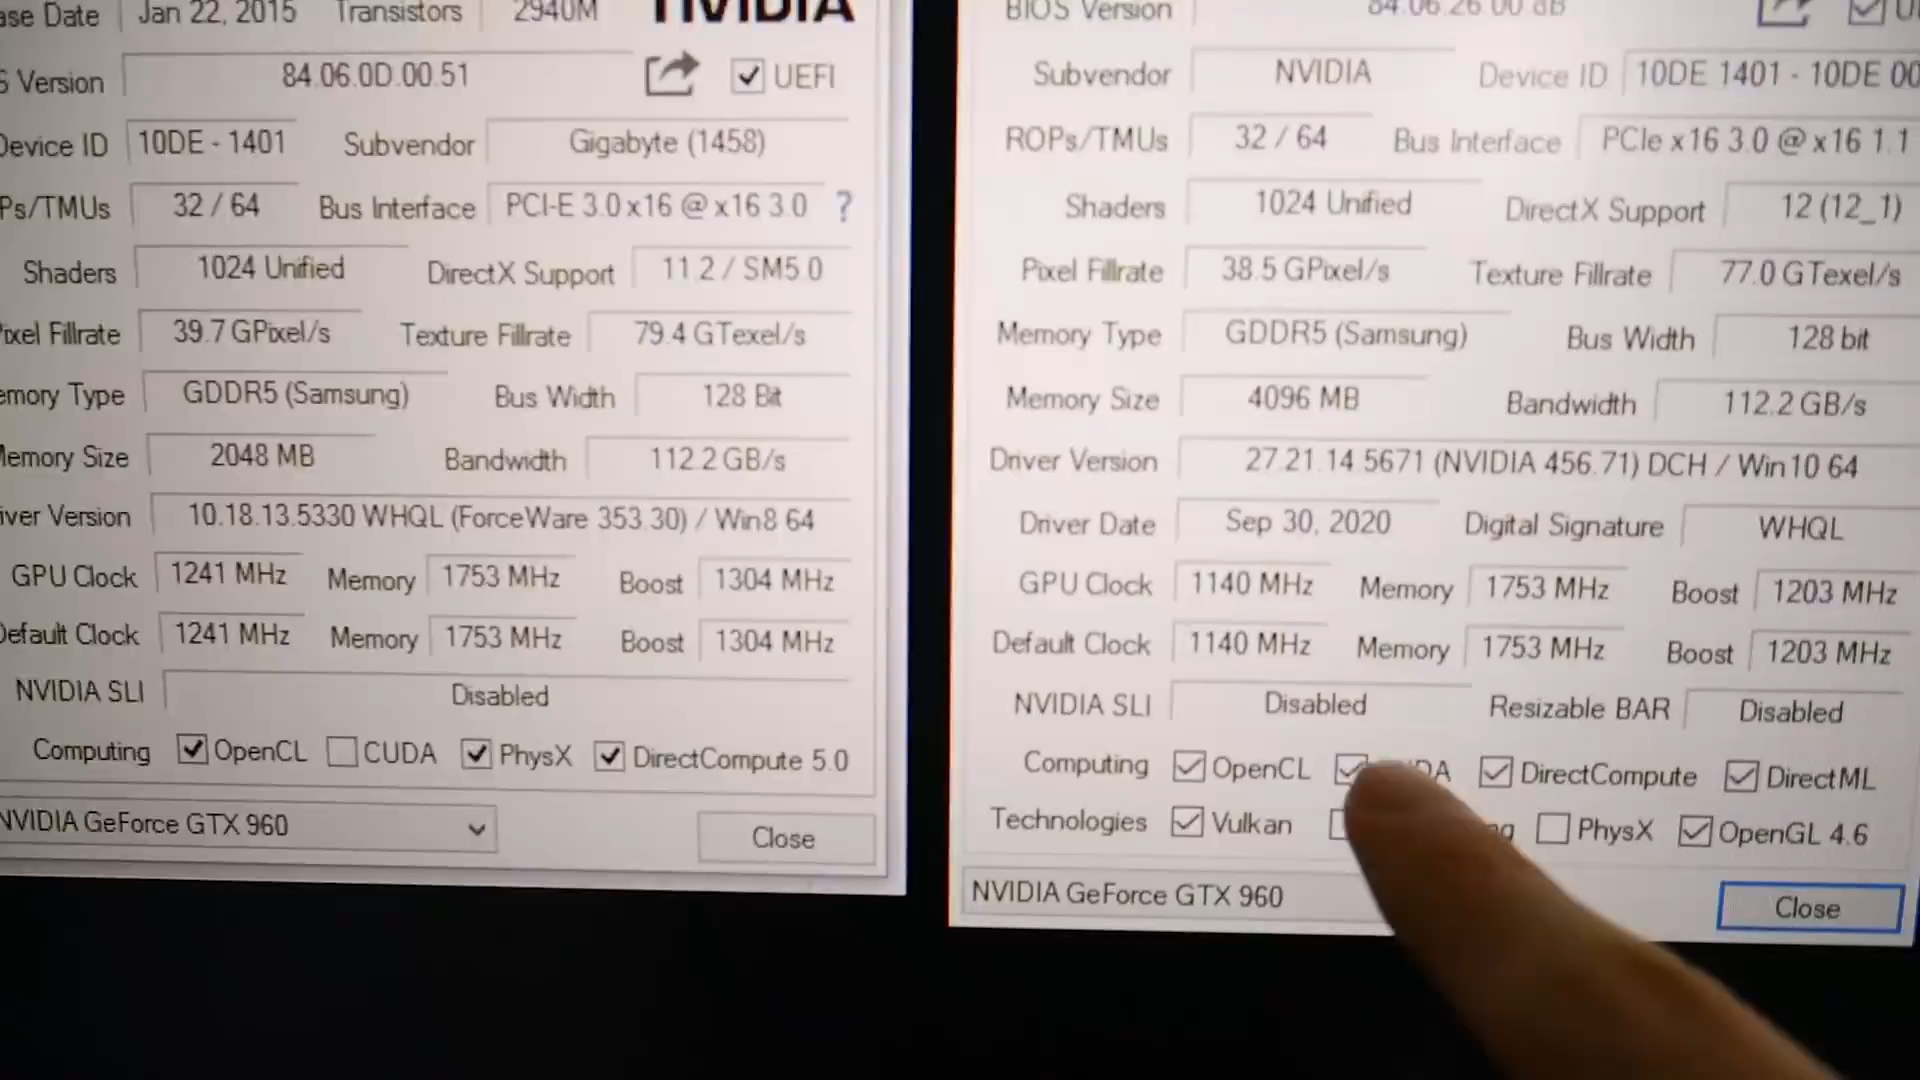 ase Date Jan 22, 2015 Transistors 2940M NVIDIA
S Version 84.06.0D.00.51 UEFI
Device ID 10DE - 1401 Subvendor Gigabyte (1458)
Ps/TMUs 32 / 64 Bus Interface PCI-E 3.0 x16 @ x16 3.0 ?
Shaders 1024 Unified DirectX Support 11.2 / SM5.0
ixel Fillrate 39.7 GPixel/s Texture Fillrate 79.4 GTexel/s
emory Type GDDR5 (Samsung) Bus Width 128 Bit
Memory Size 2048 MB Bandwidth 112.2 GB/s
iver Version 10.18.13.5330 WHQL (ForceWare 353.30) / Win8 64
GPU Clock 1241 MHz Memory 1753 MHz Boost 1304 MHz
Default Clock 1241 MHz Memory 1753 MHz Boost 1304 MHz
NVIDIA SLI Disabled
Computing OpenCL CUDA PhysX DirectCompute 5.0
NVIDIA GeForce GTX 960 Close
BIOS Version 84.06.26.00.dB U
Subvendor NVIDIA Device ID 10DE 1401 - 10DE 00
ROPs/TMUs 32 / 64 Bus Interface PCIe x16 3.0 @ x16 1.1
Shaders 1024 Unified DirectX Support 12 (12_1)
Pixel Fillrate 38.5 GPixel/s Texture Fillrate 77.0 GTexel/s
Memory Type GDDR5 (Samsung) Bus Width 128 bit
Memory Size 4096 MB Bandwidth 112.2 GB/s
Driver Version 27.21.14.5671 (NVIDIA 456.71) DCH / Win10 64
Driver Date Sep 30, 2020 Digital Signature WHQL
GPU Clock 1140 MHz Memory 1753 MHz Boost 1203 MHz
Default Clock 1140 MHz Memory 1753 MHz Boost 1203 MHz
NVIDIA SLI Disabled Resizable BAR Disabled
Computing OpenCL DA DirectCompute DirectML
Technologies Vulkan ng PhysX OpenGL 4.6
NVIDIA GeForce GTX 960 Close